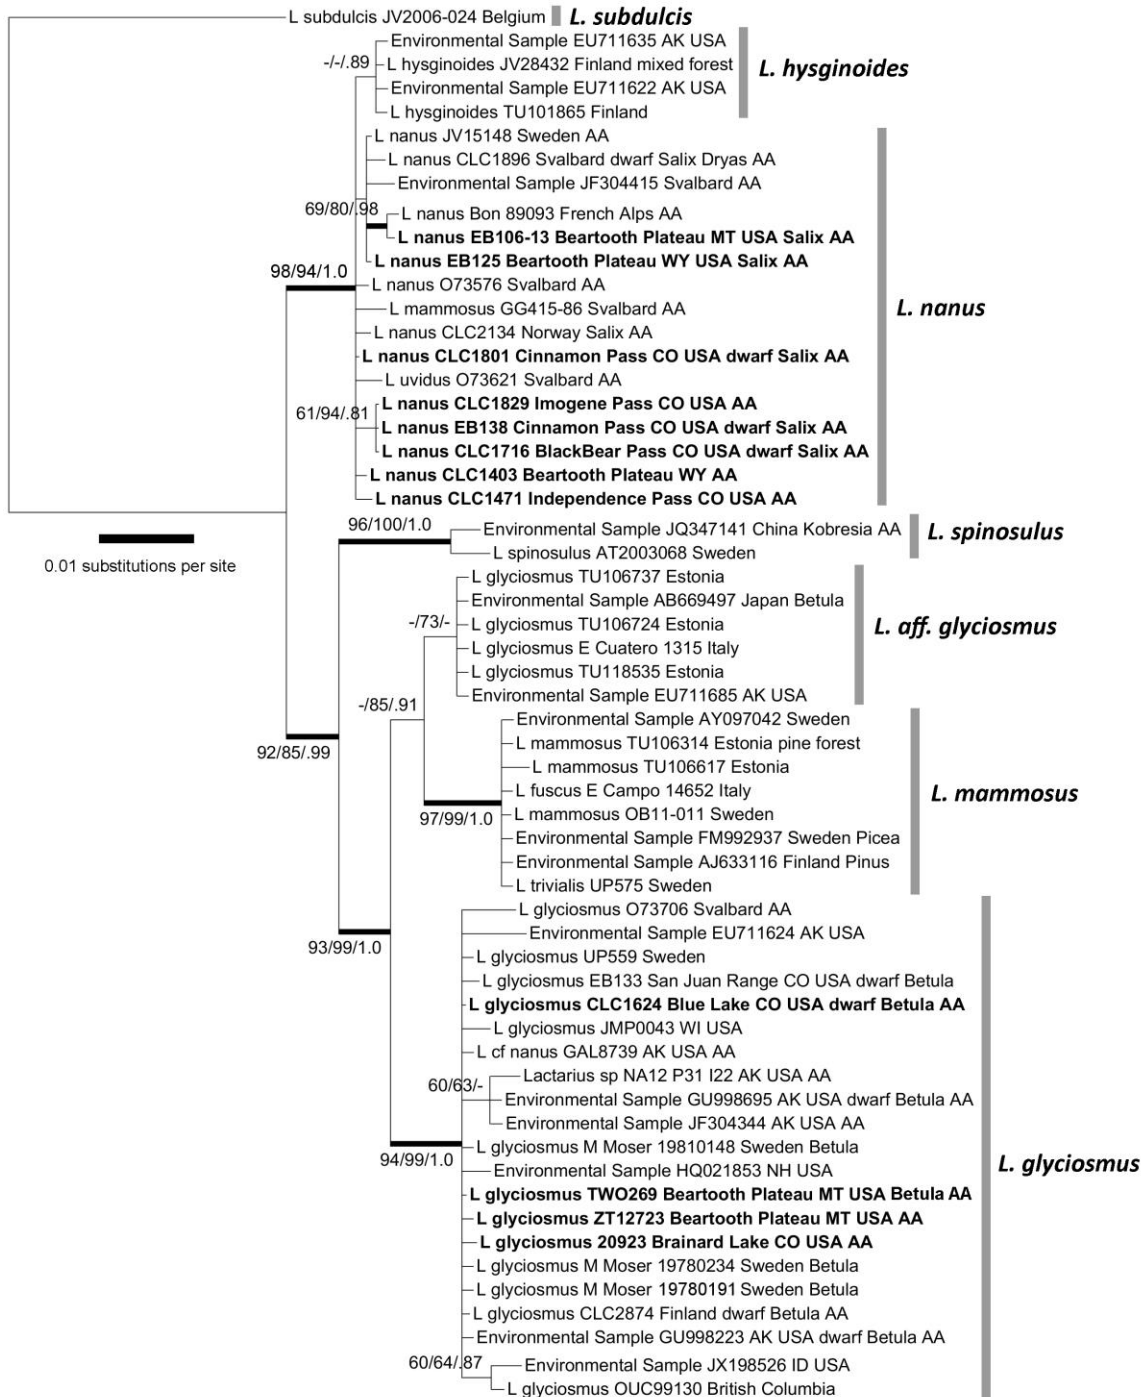 L subdulcis JV2006-024 Belgium
L. subdulcis
Environmental Sample EU711635 AK USA
-/-/.89
L hysginoides JV28432 Finland mixed forest
L. hysginoides
Environmental Sample EU711622 AK USA
L hysginoides TU101865 Finland
L nanus JV15148 Sweden AA
L nanus CLC1896 Svalbard dwarf Salix Dryas AA
Environmental Sample JF304415 Svalbard AA
69/80/.98
L nanus Bon 89093 French Alps AA
L nanus EB106-13 Beartooth Plateau MT USA Salix AA
L nanus EB125 Beartooth Plateau WY USA Salix AA
98/94/1.0
L nanus O73576 Svalbard AA
L mammosus GG415-86 Svalbard AA
L. nanus
L nanus CLC2134 Norway Salix AA
L nanus CLC1801 Cinnamon Pass CO USA dwarf Salix AA
L uvidus O73621 Svalbard AA
L nanus CLC1829 Imogene Pass CO USA AA
61/94/.81
L nanus EB138 Cinnamon Pass CO USA dwarf Salix AA
L nanus CLC1716 BlackBear Pass CO USA dwarf Salix AA
L nanus CLC1403 Beartooth Plateau WY AA
L nanus CLC1471 Independence Pass CO USA AA
96/100/1.0
Environmental Sample JQ347141 China Kobresia AA
L. spinosulus
L spinosulus AT2003068 Sweden
0.01 substitutions per site
L glyciosmus TU106737 Estonia
Environmental Sample AB669497 Japan Betula
-/73/-
L glyciosmus TU106724 Estonia
L. aff. glyciosmus
L glyciosmus E Cuatero 1315 Italy
L glyciosmus TU118535 Estonia
Environmental Sample EU711685 AK USA
-/85/.91
Environmental Sample AY097042 Sweden
92/85/.99
L mammosus TU106314 Estonia pine forest
L mammosus TU106617 Estonia
L fuscus E Campo 14652 Italy
L. mammosus
L mammosus OB11-011 Sweden
97/99/1.0
Environmental Sample FM992937 Sweden Picea
Environmental Sample AJ633116 Finland Pinus
L trivialis UP575 Sweden
L glyciosmus O73706 Svalbard AA
Environmental Sample EU711624 AK USA
93/99/1.0
L glyciosmus UP559 Sweden
L glyciosmus EB133 San Juan Range CO USA dwarf Betula
L glyciosmus CLC1624 Blue Lake CO USA dwarf Betula AA
L glyciosmus JMP0043 WI USA
L cf nanus GAL8739 AK USA AA
Lactarius sp NA12 P31 I22 AK USA AA
60/63/-
Environmental Sample GU998695 AK USA dwarf Betula AA
Environmental Sample JF304344 AK USA AA
L glyciosmus M Moser 19810148 Sweden Betula
94/99/1.0
Environmental Sample HQ021853 NH USA
L. glyciosmus
L glyciosmus TWO269 Beartooth Plateau MT USA Betula AA
L glyciosmus ZT12723 Beartooth Plateau MT USA AA
L glyciosmus 20923 Brainard Lake CO USA AA
L glyciosmus M Moser 19780234 Sweden Betula
L glyciosmus M Moser 19780191 Sweden Betula
L glyciosmus CLC2874 Finland dwarf Betula AA
Environmental Sample GU998223 AK USA dwarf Betula AA
60/64/.87
Environmental Sample JX198526 ID USA
L glyciosmus OUC99130 British Columbia